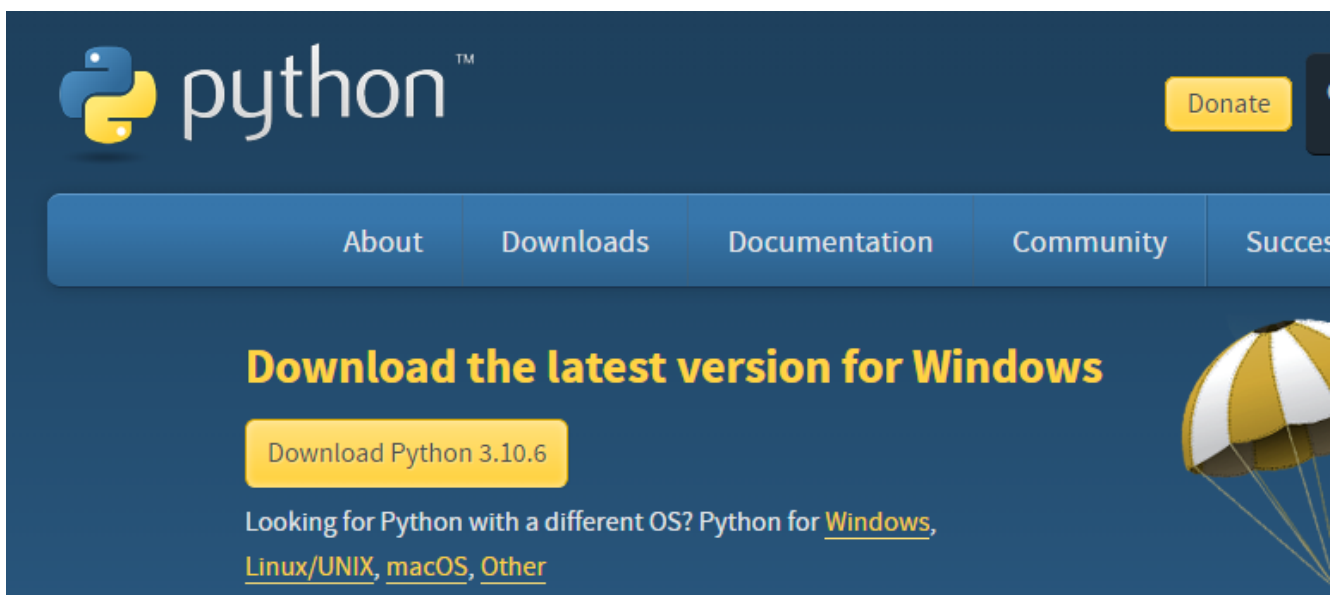 python™
Donate
About Downloads Documentation Community Succes
Download the latest version for Windows
Download Python 3.10.6
Looking for Python with a different OS? Python for Windows,
Linux/UNIX, macOS, Other